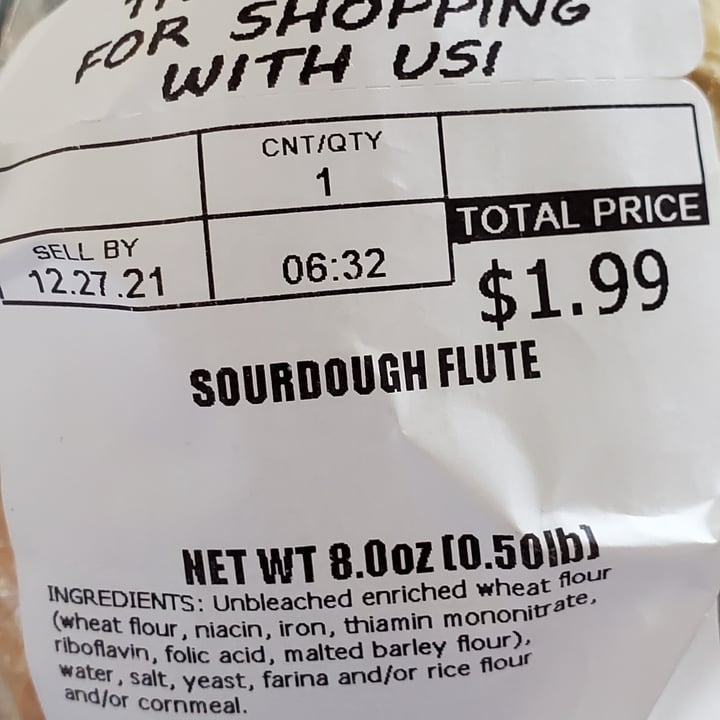 FOR SHOPPING
WITH US!
CNT/QTY
1
TOTAL PRICE
SELL BY
12.27.21
06:32
$1.99
SOURDOUGH FLUTE
NET WT 8.0oz (0.50lb)
INGREDIENTS: Unbleached enriched wheat flour
(wheat flour, niacin, iron, thiamin mononitrate,
riboflavin, folic acid, malted barley flour),
water, salt, yeast, farina and/or rice flour
and/or cornmeal.